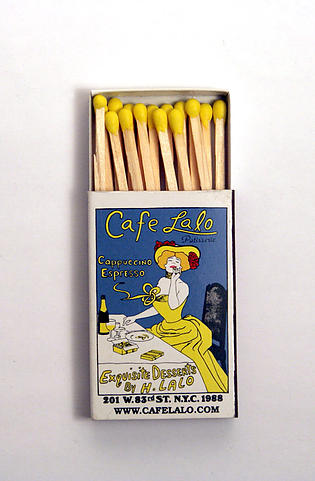 Cafe Lalo
Patisserie
Cappuccino
Espresso
Exquisite Desserts
By H. Lalo
201 W. 83rd ST. N.Y.C. 1988
WWW.CAFELALO.COM